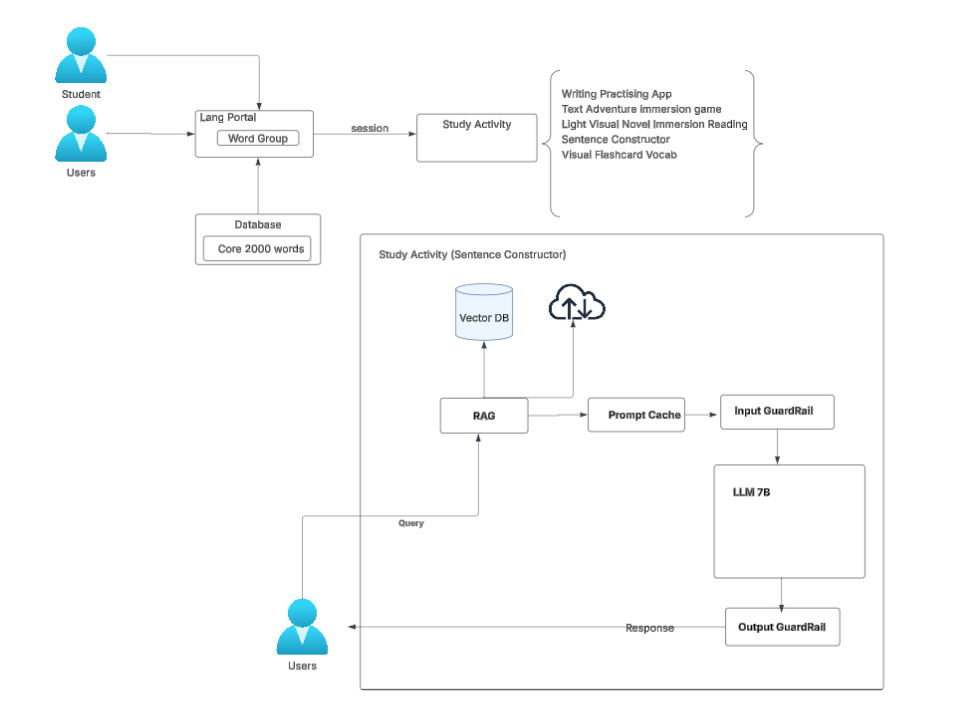 Student
Users
Lang Portal
Word Group
session
Study Activity
Writing Practising App
Text Adventure immersion game
Light Visual Novel Immersion Reading
Sentence Constructor
Visual Flashcard Vocab
Database
Core 2000 words
Study Activity (Sentence Constructor)
Vector DB
RAG
Prompt Cache
Input GuardRail
LLM 7B
Query
Output GuardRail
Response
Users